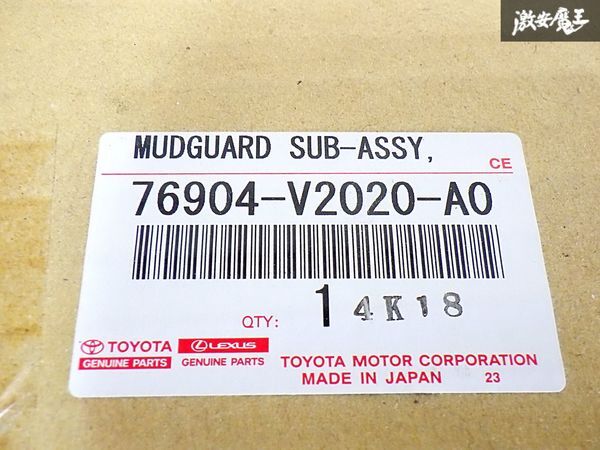 激安魔王
MUDGUARD SUB-ASSY,
CE
76904-V2020-A0
QTY: 1 4K18
TOYOTA LEXUS
GENUINE PARTS GENUINE PARTS
TOYOTA MOTOR CORPORATION
MADE IN JAPAN 23